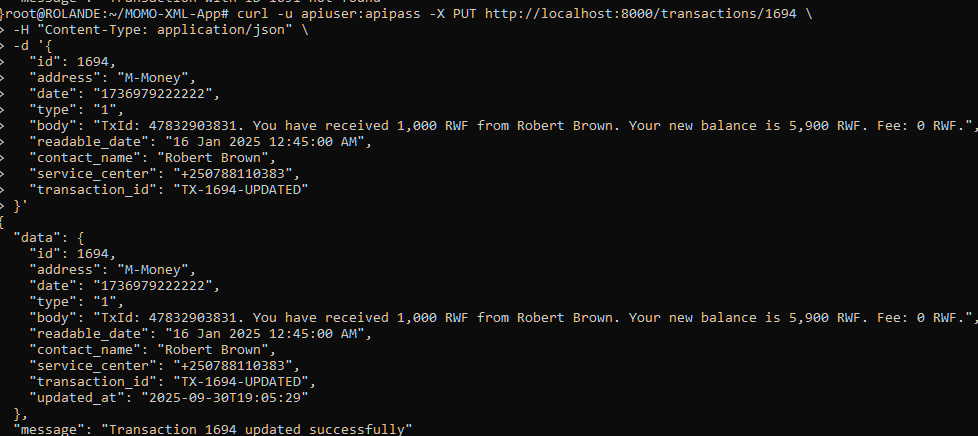 "message": "Transaction with ID 1691 not found"
}root@ROLANDE:~/MOMO-XML-App# curl -u apiuser:apipass -X PUT http://localhost:8000/transactions/1694 \
> -H "Content-Type: application/json" \
> -d '{
>   "id": 1694,
>   "address": "M-Money",
>   "date": "1736979222222",
>   "type": "1",
>   "body": "TxId: 47832903831. You have received 1,000 RWF from Robert Brown. Your new balance is 5,900 RWF. Fee: 0 RWF.",
>   "readable_date": "16 Jan 2025 12:45:00 AM",
>   "contact_name": "Robert Brown",
>   "service_center": "+250788110383",
>   "transaction_id": "TX-1694-UPDATED"
> }'
{
  "data": {
    "id": 1694,
    "address": "M-Money",
    "date": "1736979222222",
    "type": "1",
    "body": "TxId: 47832903831. You have received 1,000 RWF from Robert Brown. Your new balance is 5,900 RWF. Fee: 0 RWF.",
    "readable_date": "16 Jan 2025 12:45:00 AM",
    "contact_name": "Robert Brown",
    "service_center": "+250788110383",
    "transaction_id": "TX-1694-UPDATED",
    "updated_at": "2025-09-30T19:05:29"
  },
  "message": "Transaction 1694 updated successfully"